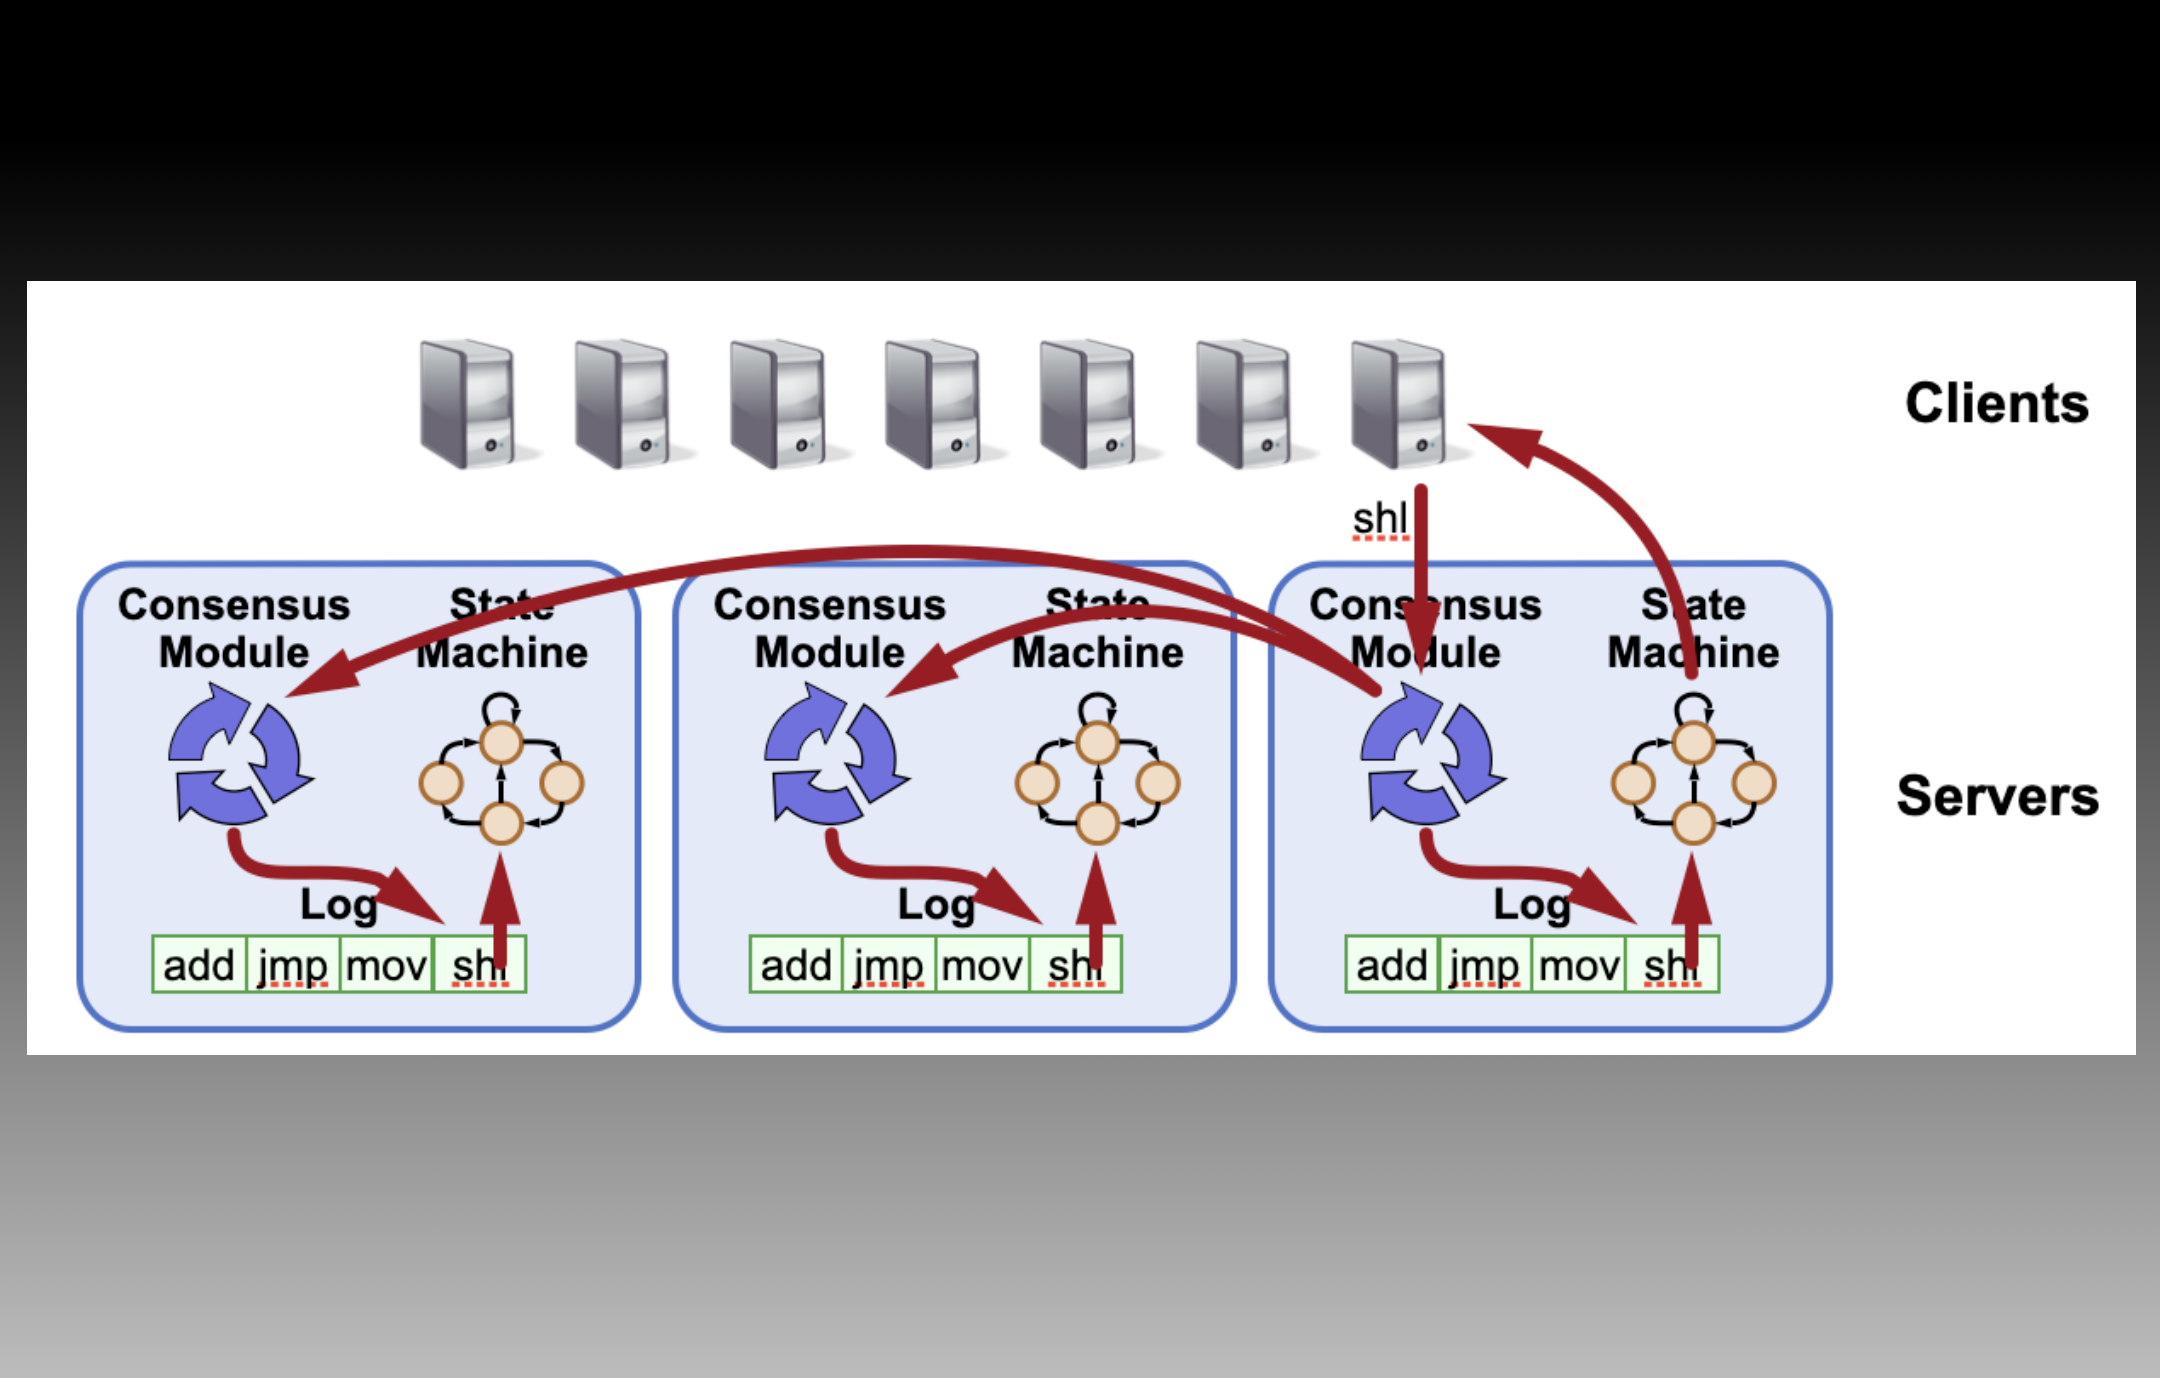 Clients
shl
Consensus
Module
State
Machine
Consensus
Module
State
Machine
Consensus
Module
State
Machine
Servers
Log
Log
Log
add jmp mov shl
add jmp mov shl
add jmp mov shl